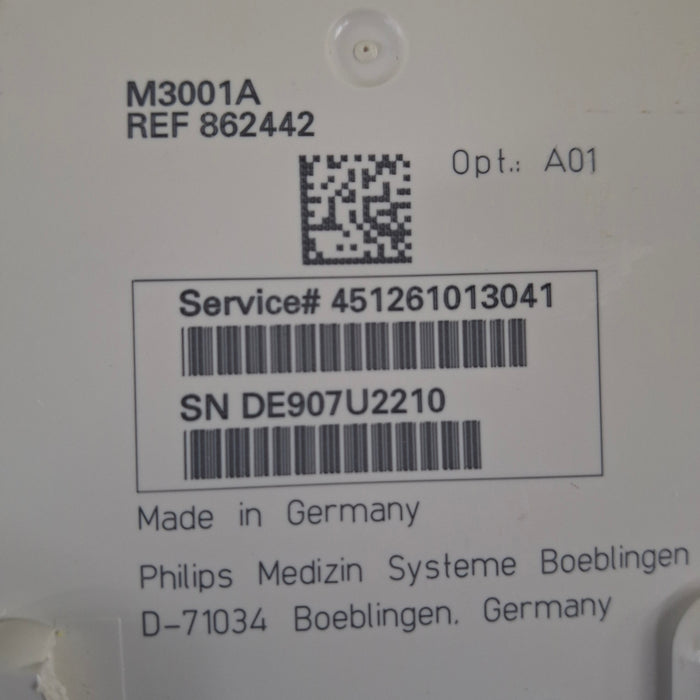 M3001A
REF 862442
Opt.: A01
Service# 451261013041
SN DE907U2210
Made in Germany
Philips Medizin Systeme Boeblingen
D-71034 Boeblingen. Germany